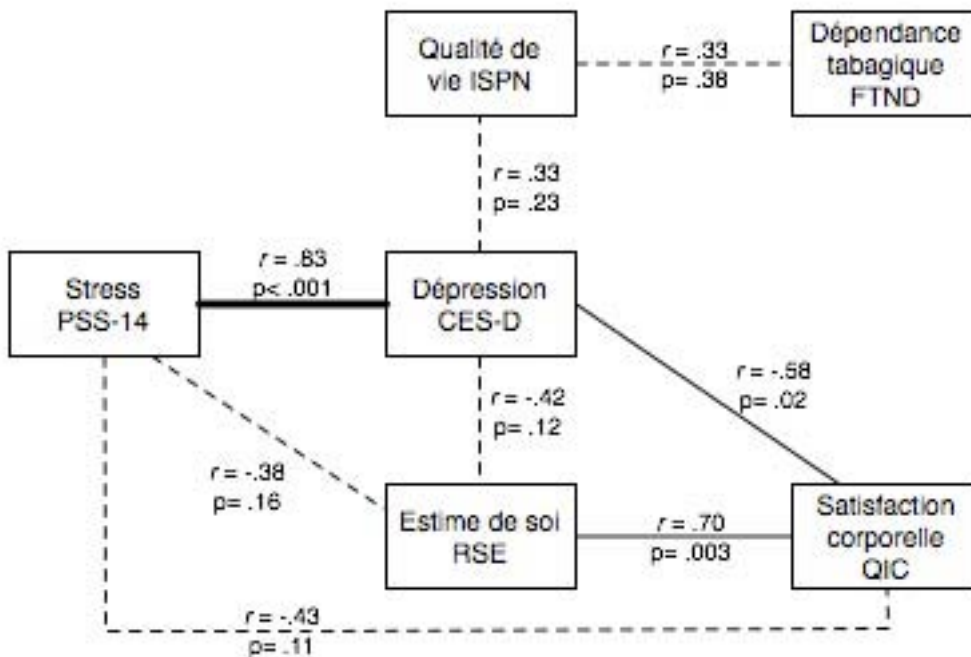 Qualité de
vie ISPN
r = .33
p= .38
Dépendance
tabagique
FTND
r = .33
p= .23
Stress
PSS-14
r = .83
p< .001
Dépression
CES-D
r = -.58
p= .02
r = -.42
p= .12
r = -.38
p= .16
Estime de soi
RSE
r = .70
p= .003
Satisfaction
corporelle
QIC
r = -.43
p= .11